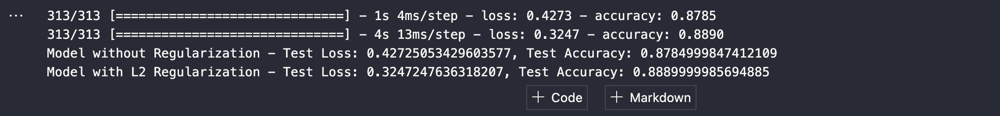 ... 313/313 [==============================] - 1s 4ms/step - loss: 0.4273 - accuracy: 0.8785
313/313 [==============================] - 4s 13ms/step - loss: 0.3247 - accuracy: 0.8890
Model without Regularization - Test Loss: 0.42725053429603577, Test Accuracy: 0.8784999847412109
Model with L2 Regularization - Test Loss: 0.3247247636318207, Test Accuracy: 0.8889999985694885
+ Code + Markdown